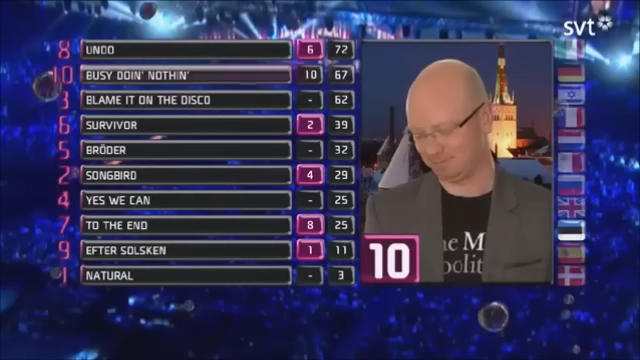 svt
8 UNDO 6 72
10 BUSY DOIN' NOTHIN' 10 67
3 BLAME IT ON THE DISCO - 62
6 SURVIVOR 2 39
5 BRÖDER - 32
2 SONGBIRD 4 29
4 YES WE CAN - 25
7 TO THE END 8 25
9 EFTER SOLSKEN 1 11
1 NATURAL - 3
10
ne M
politi